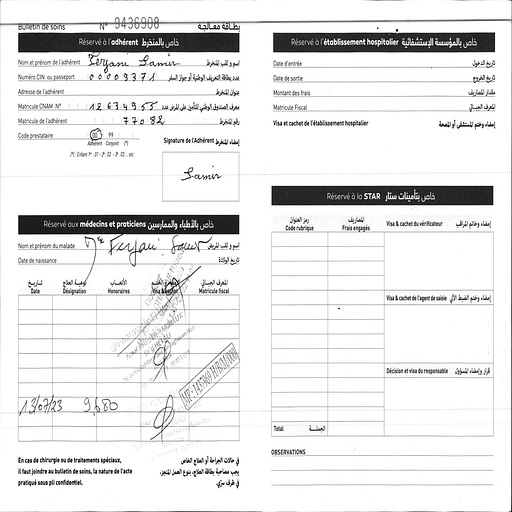 Bulletin de soins N° 9436908 بطاقة معالجة
Réservé à l'adhérent خاص بالمنخرط
Nom et prénom de l'adhérent Feryani Samir اسم و لقب المنخرط
Numéro CIN ou passeport 00009371 عدد بطاقة التعريف الوطنية أو جواز السفر
Adresse de l'adhérent عنوان المنخرط
Matricule CNAM N° 12634955 معرف الصندوق الوطني للتأمين على المرض عدد
Matricule de l'adhérent 77082 رقم المنخرط
Code prestataire 00 99
Adhérent Conjoint (*)
(*) : Enfant 1er : 01 - 2 : 02 - 3 : 03 ... etc
Signature de l'Adhérent إمضاء المنخرط
Samir
Réservé aux médecins et praticiens خاص بالأطباء والممارسين
Nom et prénom du malade Feryani Samir اسم و لقب المريض
Date de naissance تاريخ الولادة
تاريخ Date
نوعية العلاج Désignation
الأتعاب Honoraires
المعرف الجبائي Matricule fiscal
13/07/23 9,680
En cas de chirurgie ou de traitements spéciaux,
il faut joindre au bulletin de soins, la nature de l'acte
pratiqué sous pli confidentiel.
في حالات الجراحة أو العلاج الخاص
يجب مصاحبة بطاقة العلاج، بنوع العمل المنجز،
في ظرف سري.
Réservé à l'établissement hospitalier خاص بالمؤسسة الإستشفائية
Date d'entrée تاريخ الدخول
Date de sortie تاريخ الخروج
Montant des frais مقدار المصاريف
Matricule Fiscal المعرف الجبائي
Visa et cachet de l'établissement hospitalier إمضاء وختم المستشفى أو المصحة
Réservé à la STAR خاص بتأمينات ستار
رمز العنوان Code rubrique
المصاريف Frais engagés
Visa & cachet du vérificateur إمضاء وخاتم المراقب
Visa & cachet de l'agent de saisie إمضاء وختم الضبط الآلي
Décision et visa du responsable قرار وإمضاء المسؤول
Total الجملة
OBSERVATIONS